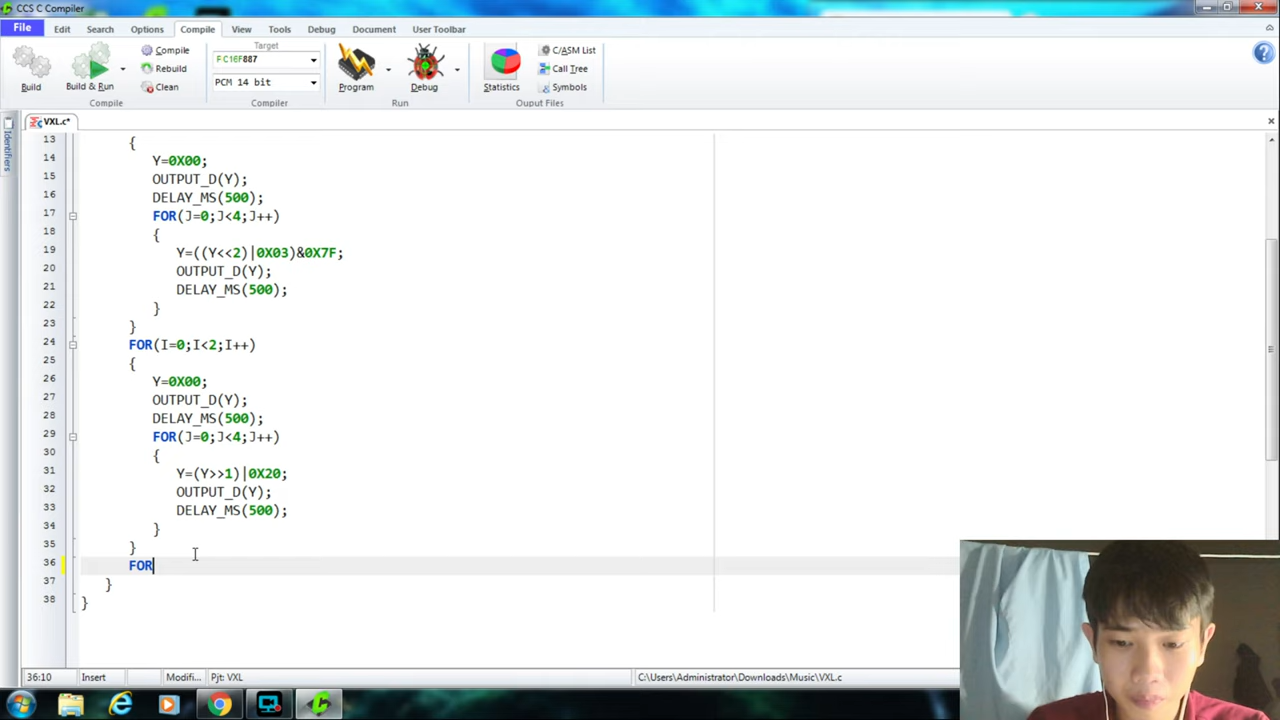 CCS C Compiler
File Edit Search Options Compile View Tools Debug Document User Toolbar
Build
Build & Run
Compile
Rebuild
Clean
Compile
Target
PIC16F887
PCM 14 bit
Compiler
Program
Debug
Run
Statistics
C/ASM List
Call Tree
Symbols
Ouput Files
Identifiers
VXL.c*
13 {
14 Y=0X00;
15 OUTPUT_D(Y);
16 DELAY_MS(500);
17 FOR(J=0;J<4;J++)
18 {
19 Y=((Y<<2)|0X03)&0X7F;
20 OUTPUT_D(Y);
21 DELAY_MS(500);
22 }
23 }
24 FOR(I=0;I<2;I++)
25 {
26 Y=0X00;
27 OUTPUT_D(Y);
28 DELAY_MS(500);
29 FOR(J=0;J<4;J++)
30 {
31 Y=(Y>>1)|0X20;
32 OUTPUT_D(Y);
33 DELAY_MS(500);
34 }
35 }
36 FOR
37 }
38 }
36:10 Insert Modifi... Pjt: VXL C:\Users\Administrator\Downloads\Music\VXL.c